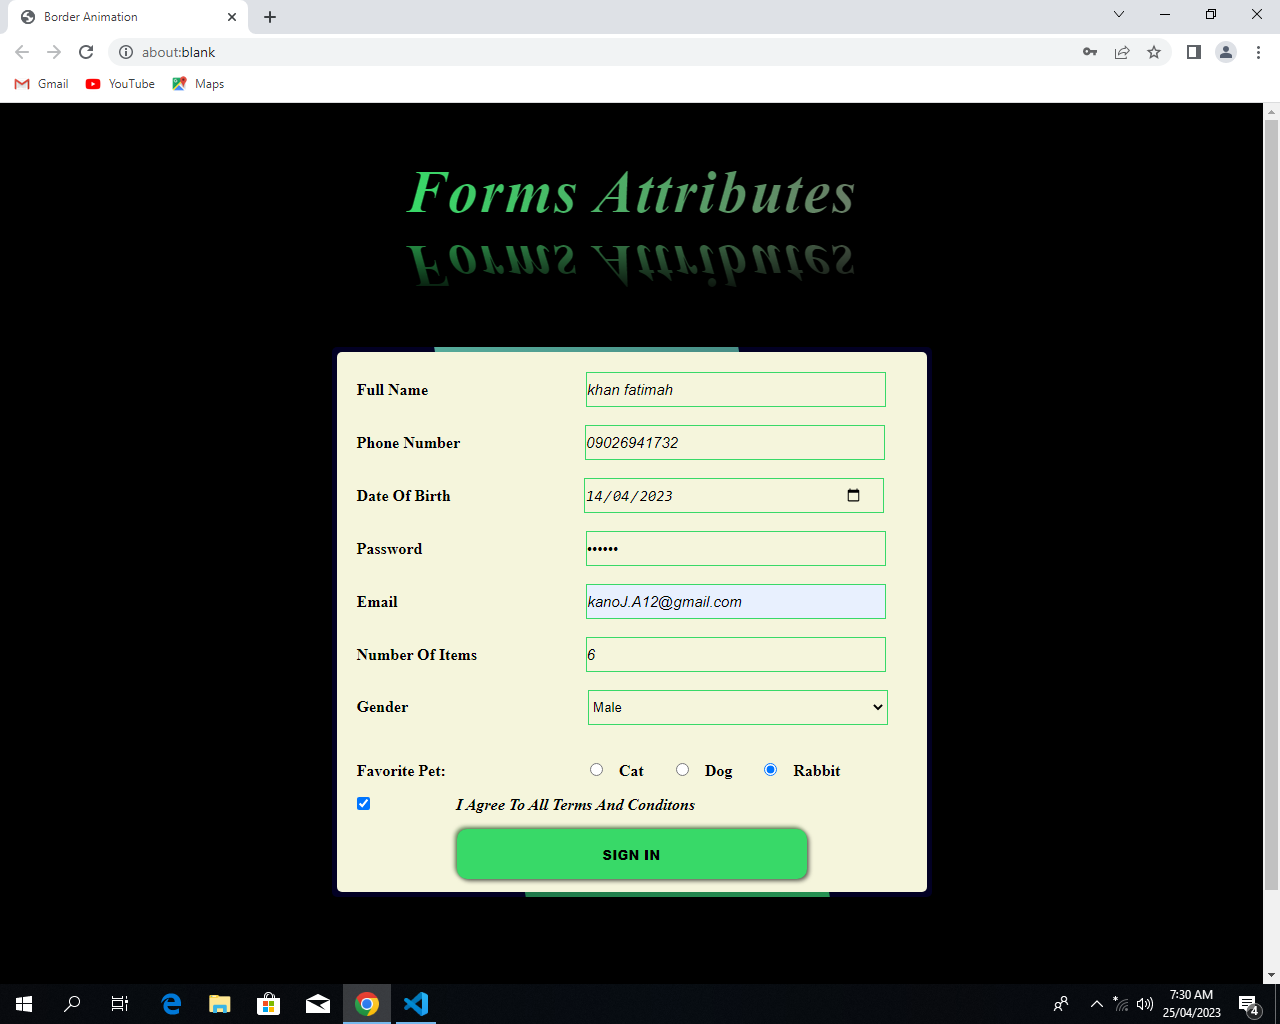 Border Animation
about:blank
Gmail YouTube Maps
Forms Attributes
Forms Attributes
Full Name khan fatimah
Phone Number 09026941732
Date Of Birth 14/04/2023
Password ••••••
Email kanoJ.A12@gmail.com
Number Of Items 6
Gender Male
Favorite Pet: Cat Dog Rabbit
I Agree To All Terms And Conditons
SIGN IN
7:30 AM
25/04/2023
4